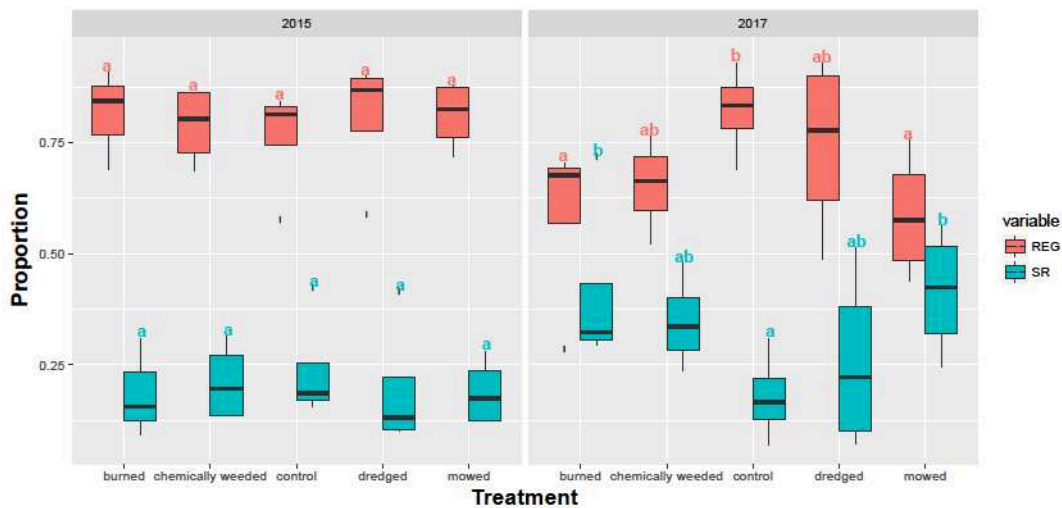 2015
2017
Proportion
0.75
0.50
0.25
a
a
a
a
a
a
a
a
a
a
a
ab
b
ab
a
b
ab
a
ab
b
burned
chemically weeded
control
dredged
mowed
burned
chemically weeded
control
dredged
mowed
Treatment
variable
REG
SR